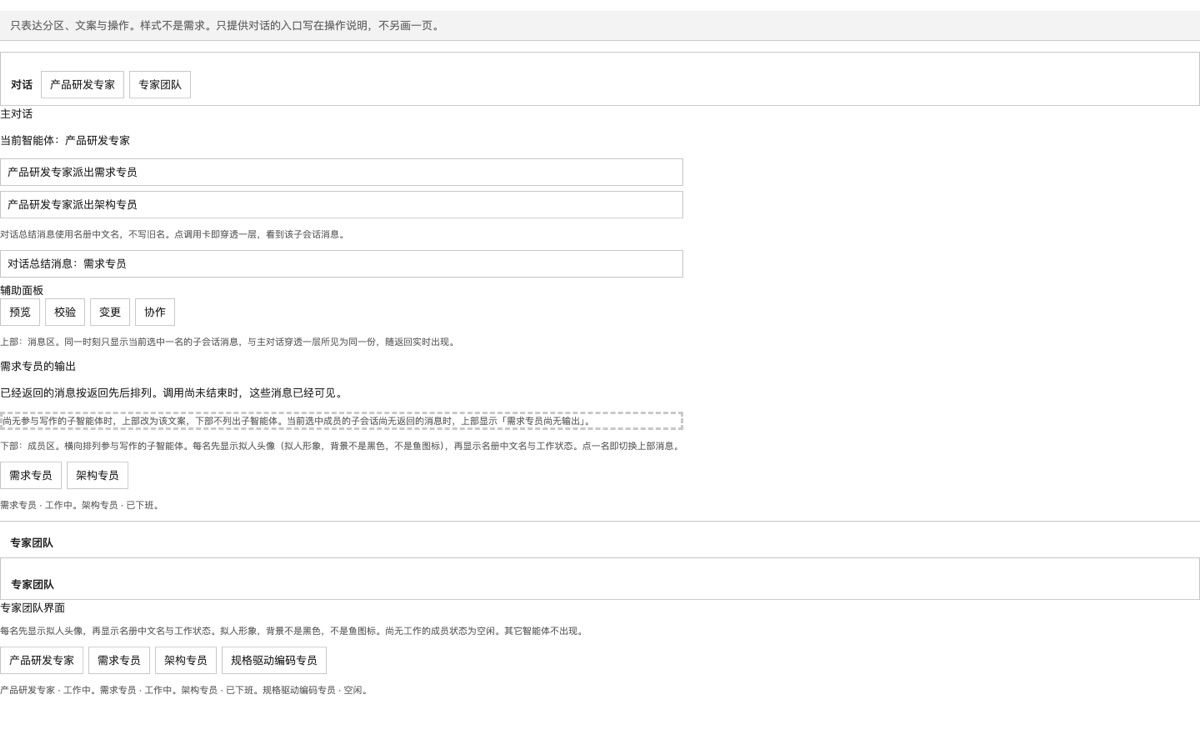 只表达分区、文案与操作。样式不是需求。只提供对话的入口写在操作说明，不另画一页。
对话 产品研发专家 专家团队
主对话
当前智能体：产品研发专家
产品研发专家派出需求专员
产品研发专家派出架构专员
对话总结消息使用名册中文名，不写旧名。点调用卡即穿透一层，看到该子会话消息。
对话总结消息：需求专员
辅助面板
预览 校验 变更 协作
上部：消息区。同一时刻只显示当前选中一名的子会话消息，与主对话穿透一层所见为同一份，随返回实时出现。
需求专员的输出
已经返回的消息按返回先后排列。调用尚未结束时，这些消息已经可见。
尚无参与写作的子智能体时，上部改为该文案，下部不列出子智能体。当前选中成员的子会话尚无返回的消息时，上部显示「需求专员尚无输出」。
下部：成员区。横向排列参与写作的子智能体。每名先显示拟人头像（拟人形象，背景不是黑色，不是鱼图标），再显示名册中文名与工作状态。点一名即切换上部消息。
需求专员 架构专员
需求专员 · 工作中。架构专员 · 已下班。
专家团队
专家团队
专家团队界面
每名先显示拟人头像，再显示名册中文名与工作状态。拟人形象，背景不是黑色，不是鱼图标。尚无工作的成员状态为空闲。其它智能体不出现。
产品研发专家 需求专员 架构专员 规格驱动编码专员
产品研发专家 · 工作中。需求专员 · 工作中。架构专员 · 已下班。规格驱动编码专员 · 空闲。